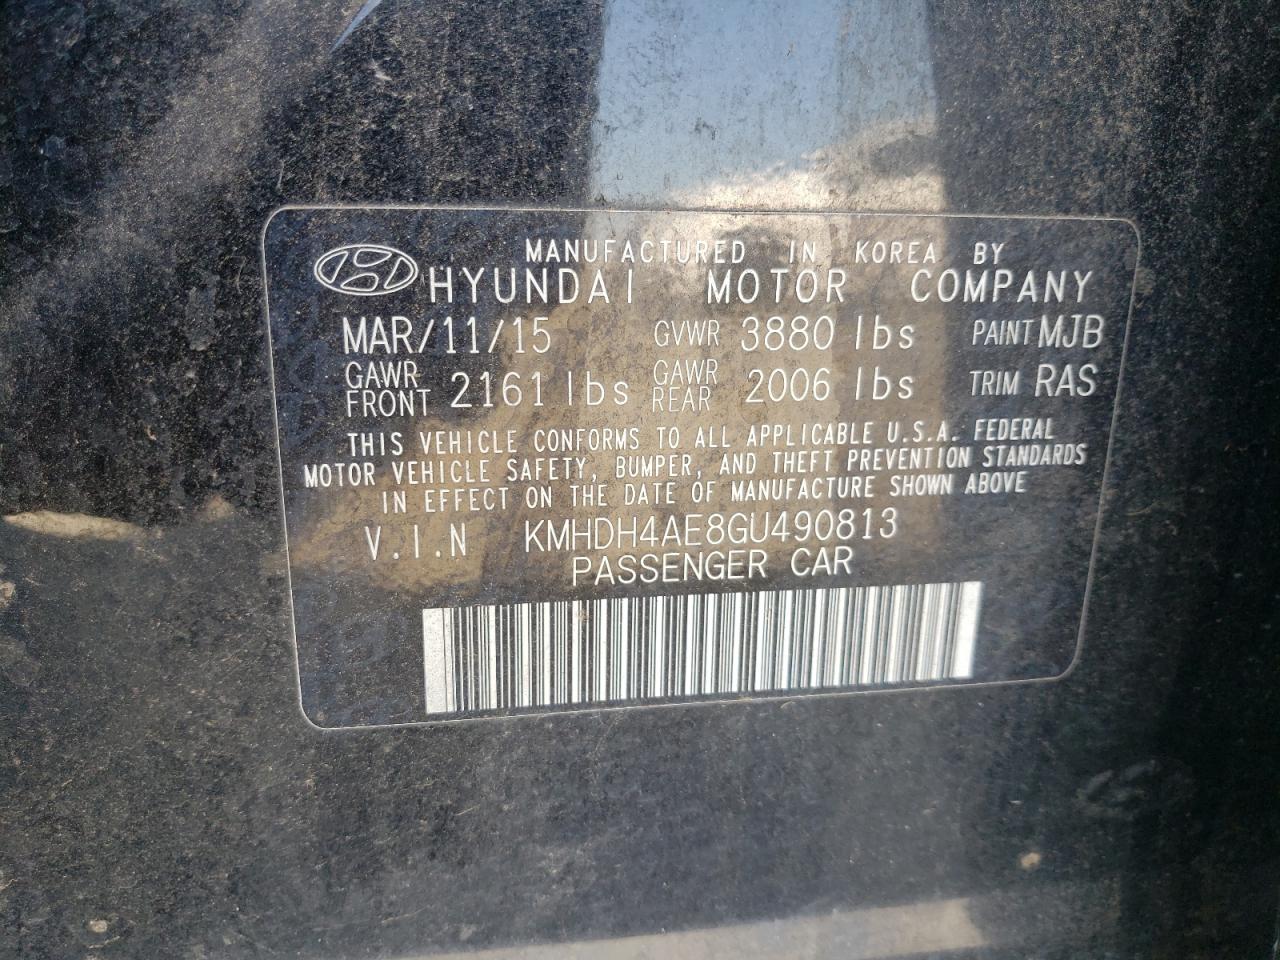 MANUFACTURED IN KOREA BY
HYUNDAI MOTOR COMPANY
MAR/11/15 GVWR 3880 lbs PAINT MJB
GAWR FRONT 2161 lbs GAWR REAR 2006 lbs TRIM RAS
THIS VEHICLE CONFORMS TO ALL APPLICABLE U.S.A. FEDERAL
MOTOR VEHICLE SAFETY, BUMPER, AND THEFT PREVENTION STANDARDS
IN EFFECT ON THE DATE OF MANUFACTURE SHOWN ABOVE
V.I.N KMHDH4AE8GU490813
PASSENGER CAR